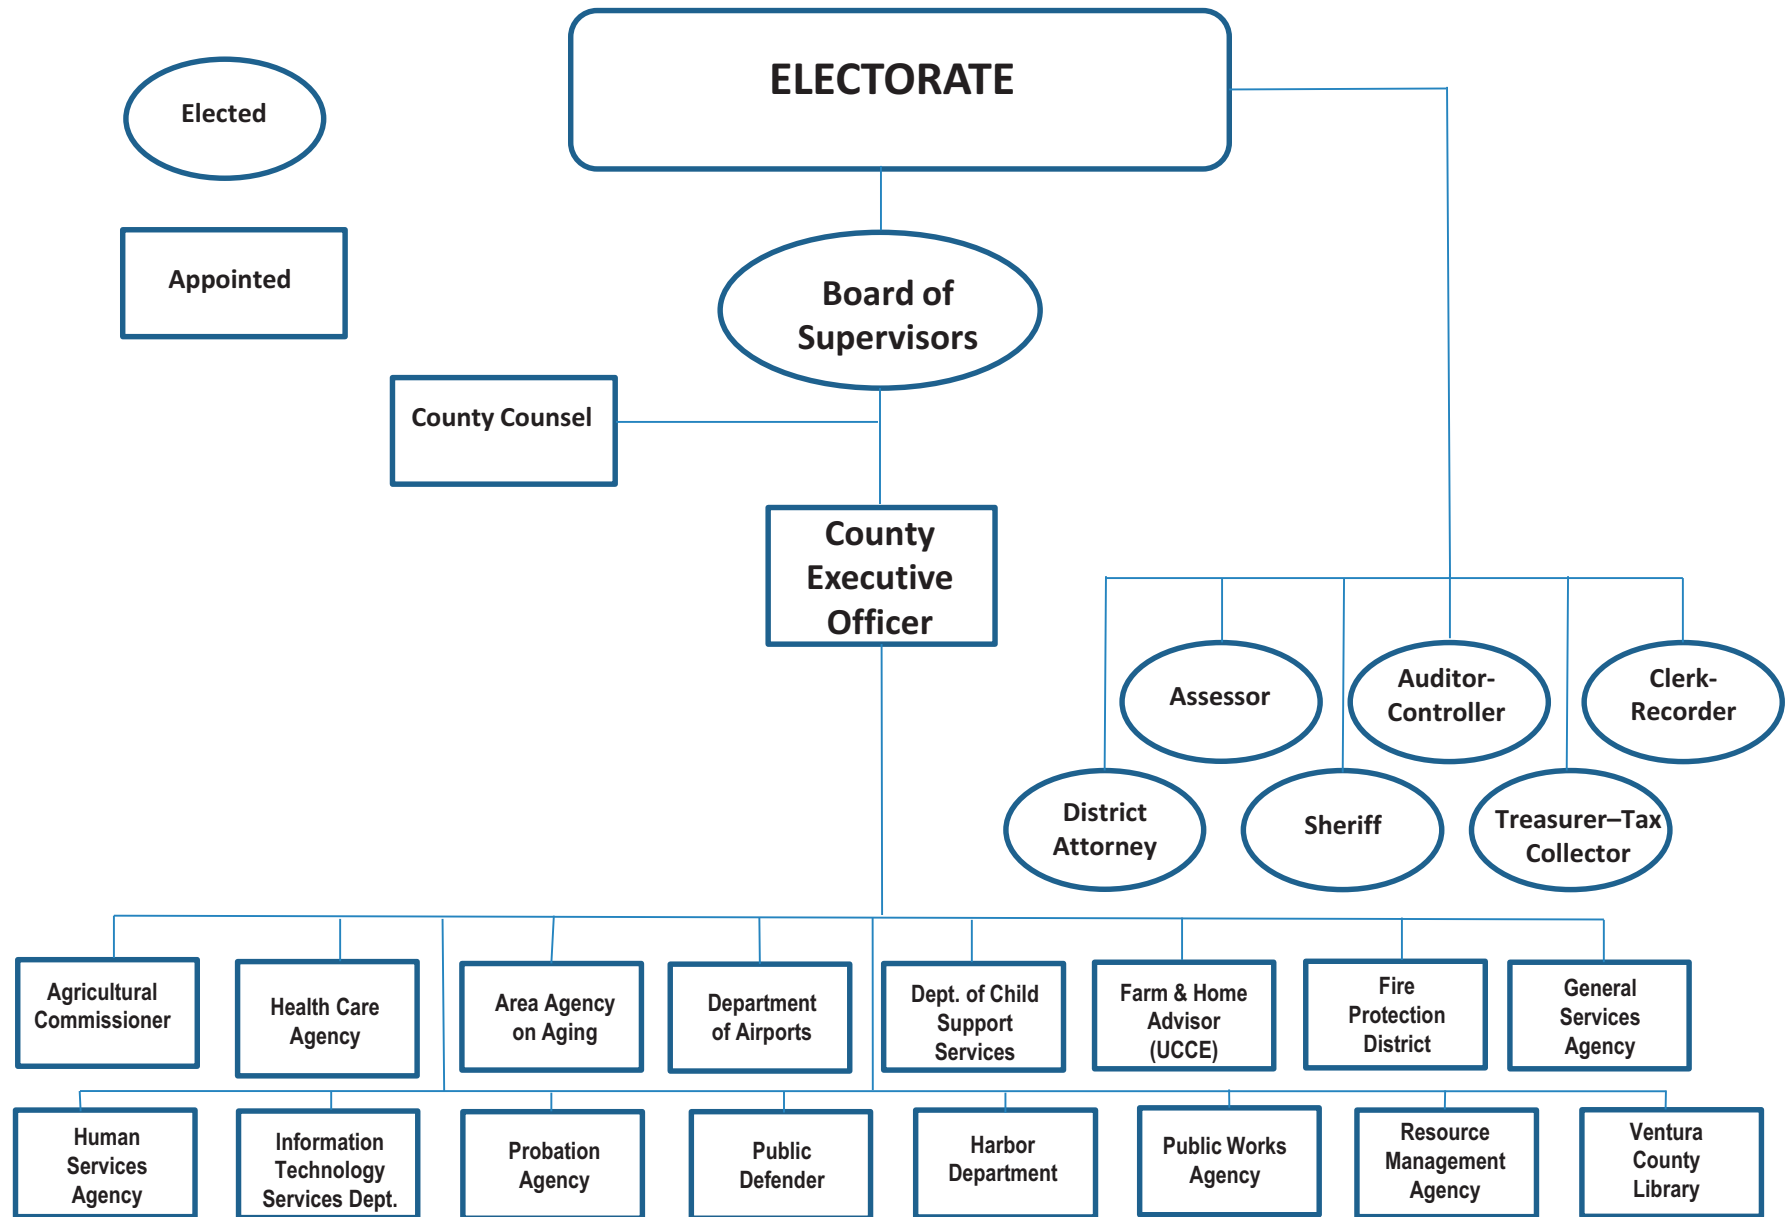 ELECTORATE
Elected
Appointed
Board of
Supervisors
County Counsel
County
Executive
Officer
Assessor
Auditor-
Controller
Clerk-
Recorder
District
Attorney
Sheriff
Treasurer–Tax
Collector
Agricultural
Commissioner
Health Care
Agency
Area Agency
on Aging
Department
of Airports
Dept. of Child
Support
Services
Farm & Home
Advisor
(UCCE)
Fire
Protection
District
General
Services
Agency
Human
Services
Agency
Information
Technology
Services Dept.
Probation
Agency
Public
Defender
Harbor
Department
Public Works
Agency
Resource
Management
Agency
Ventura
County
Library